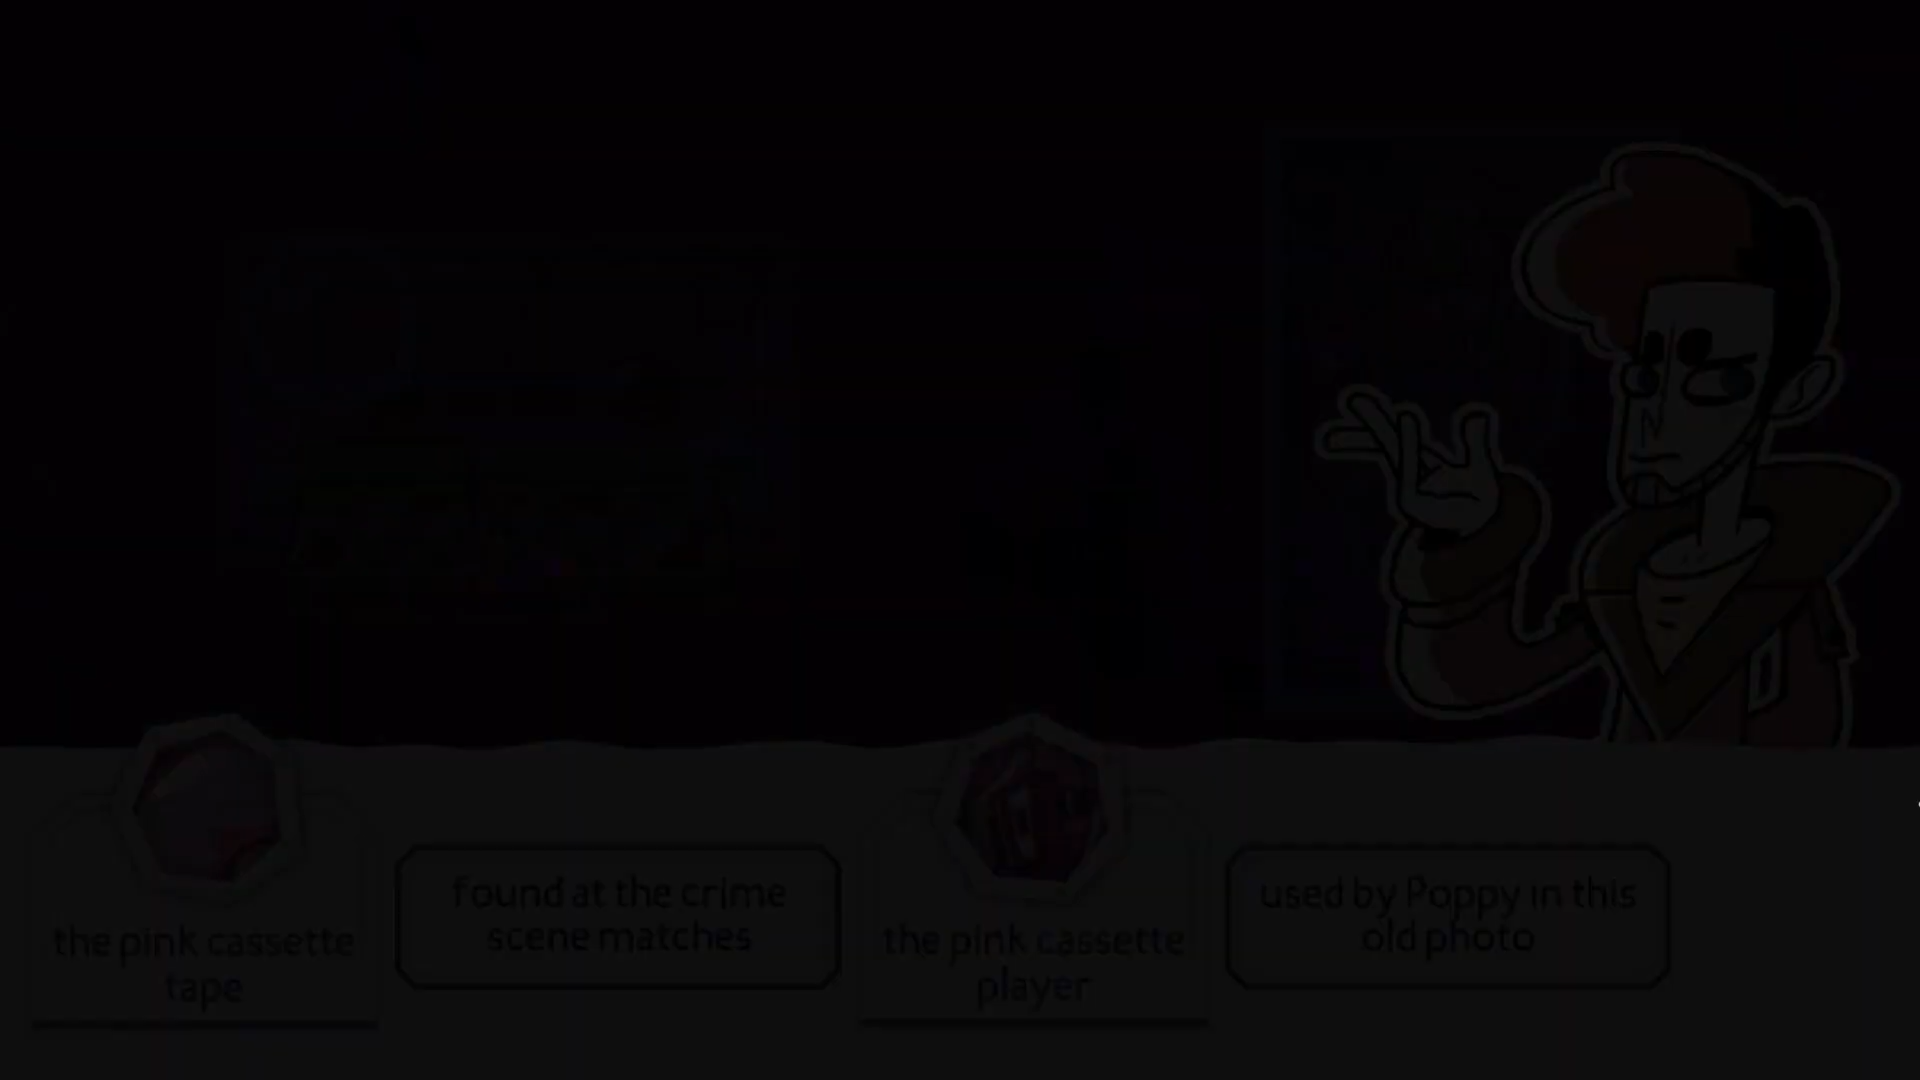 the pink cassette
tape
found at the crime
scene matches
the pink cassette
player
used by Poppy in this
old photo